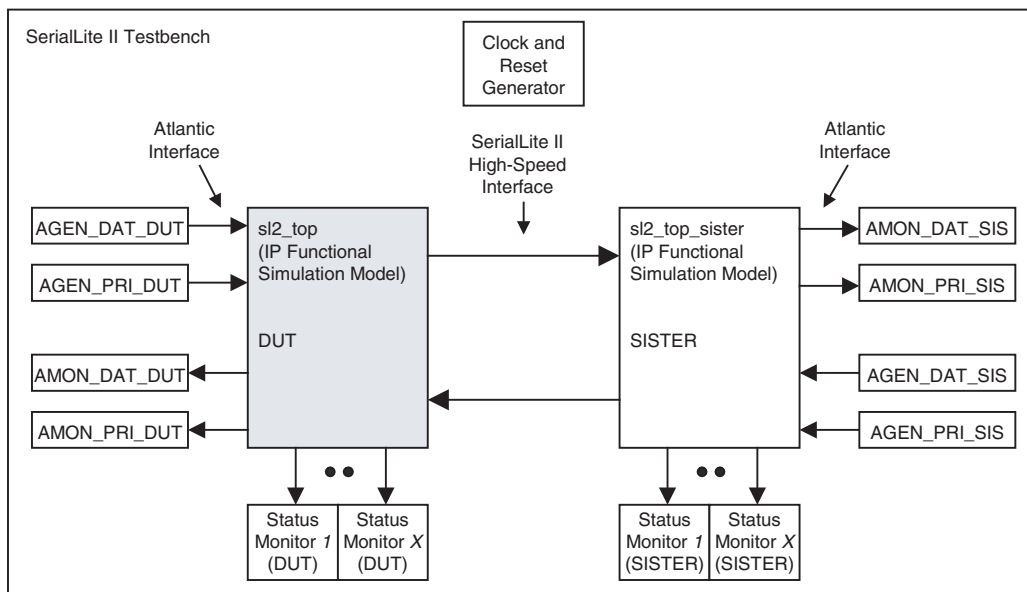 SerialLite II Testbench
Clock and
Reset
Generator
Atlantic
Interface
SerialLite II
High-Speed
Interface
Atlantic
Interface
AGEN_DAT_DUT
AGEN_PRI_DUT
AMON_DAT_DUT
AMON_PRI_DUT
sl2_top
(IP Functional
Simulation Model)
DUT
sl2_top_sister
(IP Functional
Simulation Model)
SISTER
AMON_DAT_SIS
AMON_PRI_SIS
AGEN_DAT_SIS
AGEN_PRI_SIS
Status
Monitor 1
(DUT)
Status
Monitor X
(DUT)
Status
Monitor 1
(SISTER)
Status
Monitor X
(SISTER)